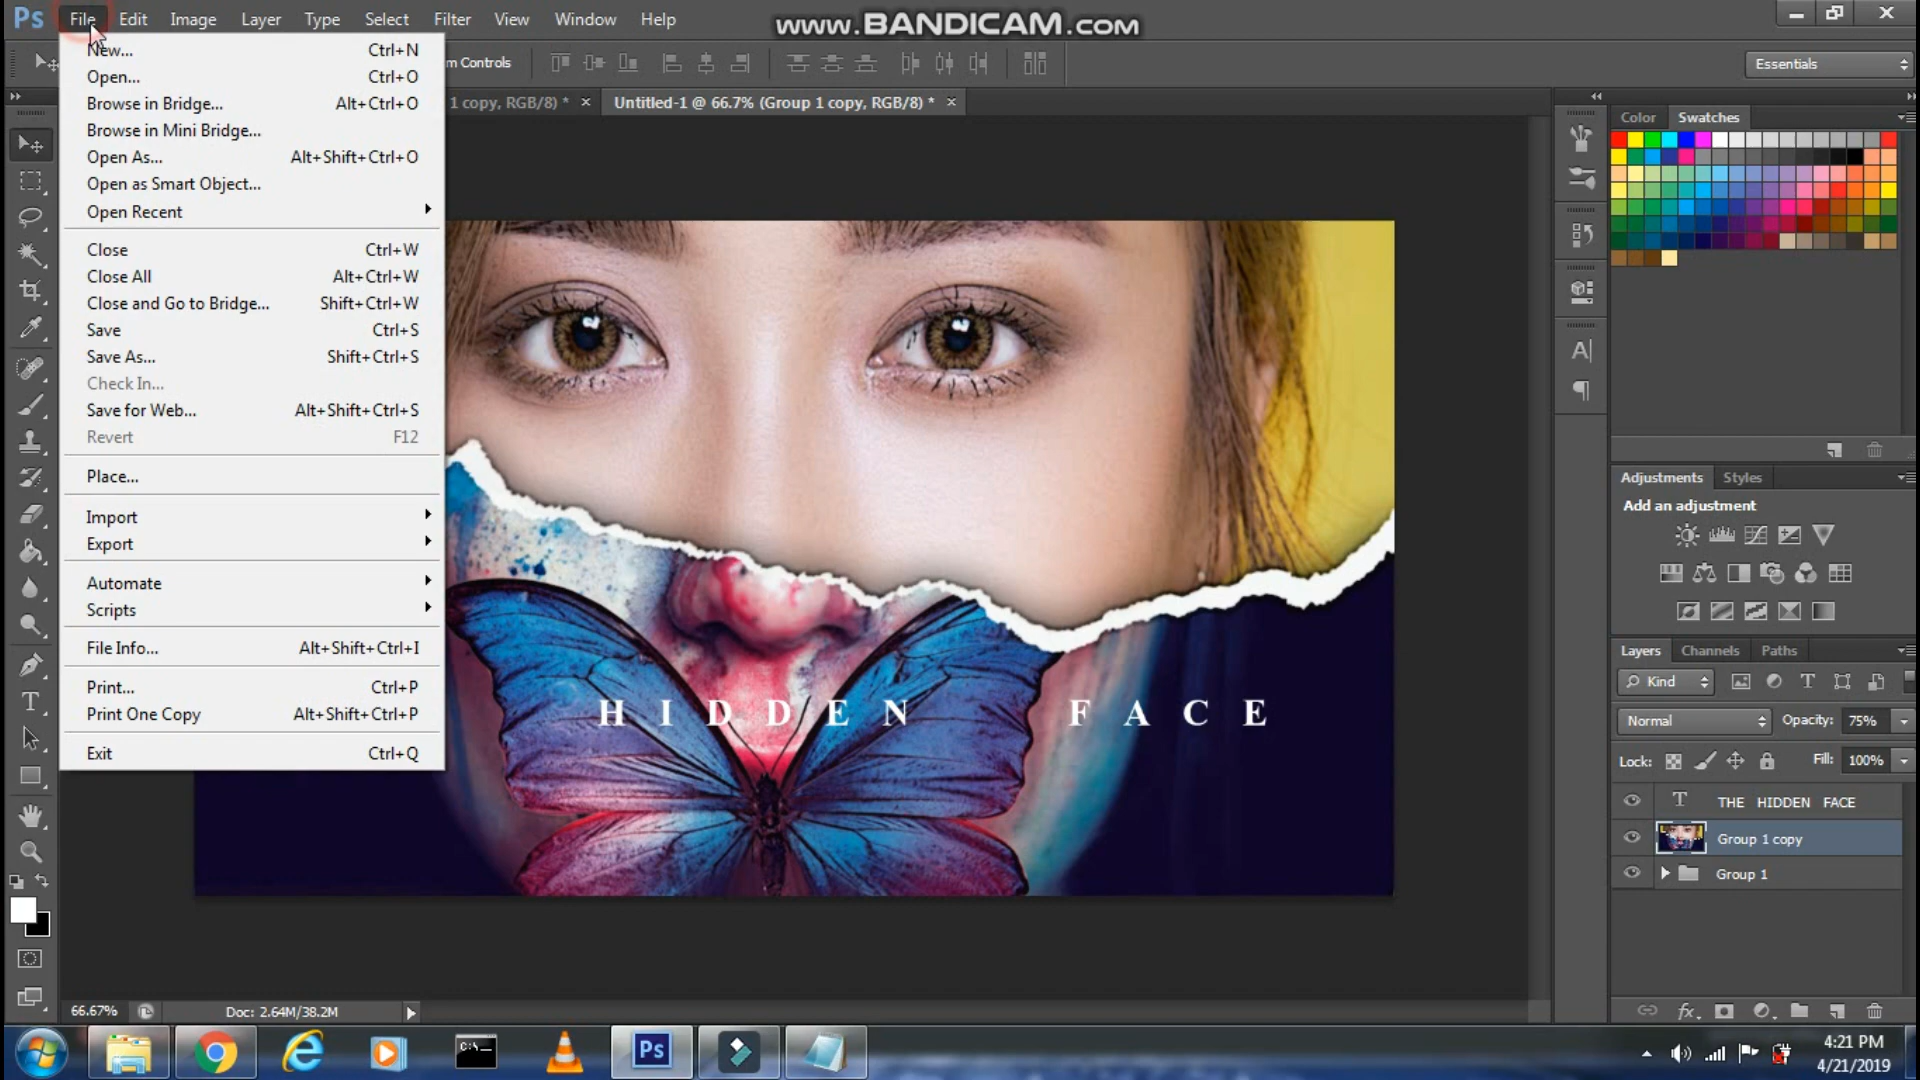 Ps File Edit Image Layer Type Select Filter View Window Help
www.BANDICAM.com
m Controls
Essentials
1 copy, RGB/8) * ×
Untitled-1 @ 66.7% (Group 1 copy, RGB/8) * ×
New... Ctrl+N
Open... Ctrl+O
Browse in Bridge... Alt+Ctrl+O
Browse in Mini Bridge...
Open As... Alt+Shift+Ctrl+O
Open as Smart Object...
Open Recent
Close Ctrl+W
Close All Alt+Ctrl+W
Close and Go to Bridge... Shift+Ctrl+W
Save Ctrl+S
Save As... Shift+Ctrl+S
Check In...
Save for Web... Alt+Shift+Ctrl+S
Revert F12
Place...
Import
Export
Automate
Scripts
File Info... Alt+Shift+Ctrl+I
Print... Ctrl+P
Print One Copy Alt+Shift+Ctrl+P
Exit Ctrl+Q
HIDDEN FACE
Color Swatches
Adjustments Styles
Add an adjustment
Layers Channels Paths
Kind
Normal Opacity: 75%
Lock: Fill: 100%
T THE HIDDEN FACE
Group 1 copy
Group 1
fx
66.67% Doc: 2.64M/38.2M
C:\
Ps
4:21 PM
4/21/2019